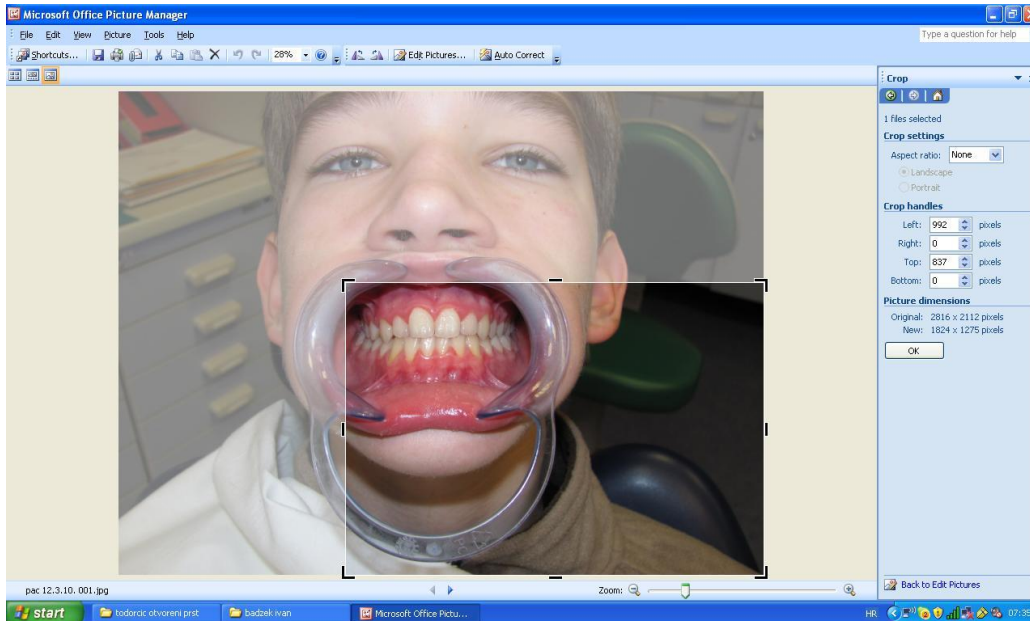 Microsoft Office Picture Manager
File Edit View Picture Tools Help
Type a question for help
Shortcuts... 28% Edit Pictures... Auto Correct
Crop
1 files selected
Crop settings
Aspect ratio: None
Landscape
Portrait
Crop handles
Left: 992 pixels
Right: 0 pixels
Top: 837 pixels
Bottom: 0 pixels
Picture dimensions
Original: 2816 x 2112 pixels
New: 1824 x 1275 pixels
OK
Back to Edit Pictures
pac 12.3.10. 001.jpg
Zoom:
start
todorcic otvoreni prst
badzek ivan
Microsoft Office Pictu...
HR
07:35